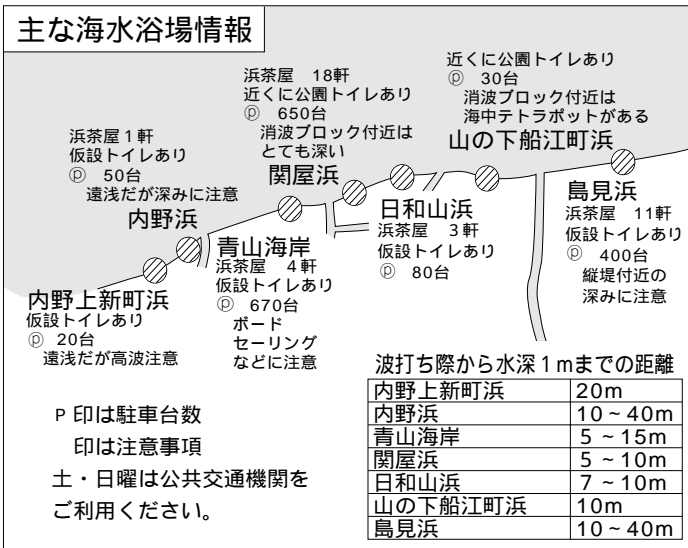 主な海水浴場情報
近くに公園トイレあり
ⓟ 30台
消波ブロック付近は
海中テトラポットがある
山の下船江町浜
浜茶屋 18軒
近くに公園トイレあり
ⓟ 650台
消波ブロック付近は
とても深い
関屋浜
浜茶屋1軒
仮設トイレあり
ⓟ 50台
遠浅だが深みに注意
内野浜
島見浜
浜茶屋 11軒
仮設トイレあり
ⓟ 400台
縦堤付近の
深みに注意
日和山浜
浜茶屋 3軒
仮設トイレあり
ⓟ 80台
青山海岸
浜茶屋 4軒
仮設トイレあり
ⓟ 670台
ボード
セーリング
などに注意
内野上新町浜
仮設トイレあり
ⓟ 20台
遠浅だが高波注意
P印は駐車台数
印は注意事項
土・日曜は公共交通機関を
ご利用ください。
波打ち際から水深1mまでの距離
内野上新町浜 20m
内野浜 10~40m
青山海岸 5~15m
関屋浜 5~10m
日和山浜 7~10m
山の下船江町浜 10m
島見浜 10~40m